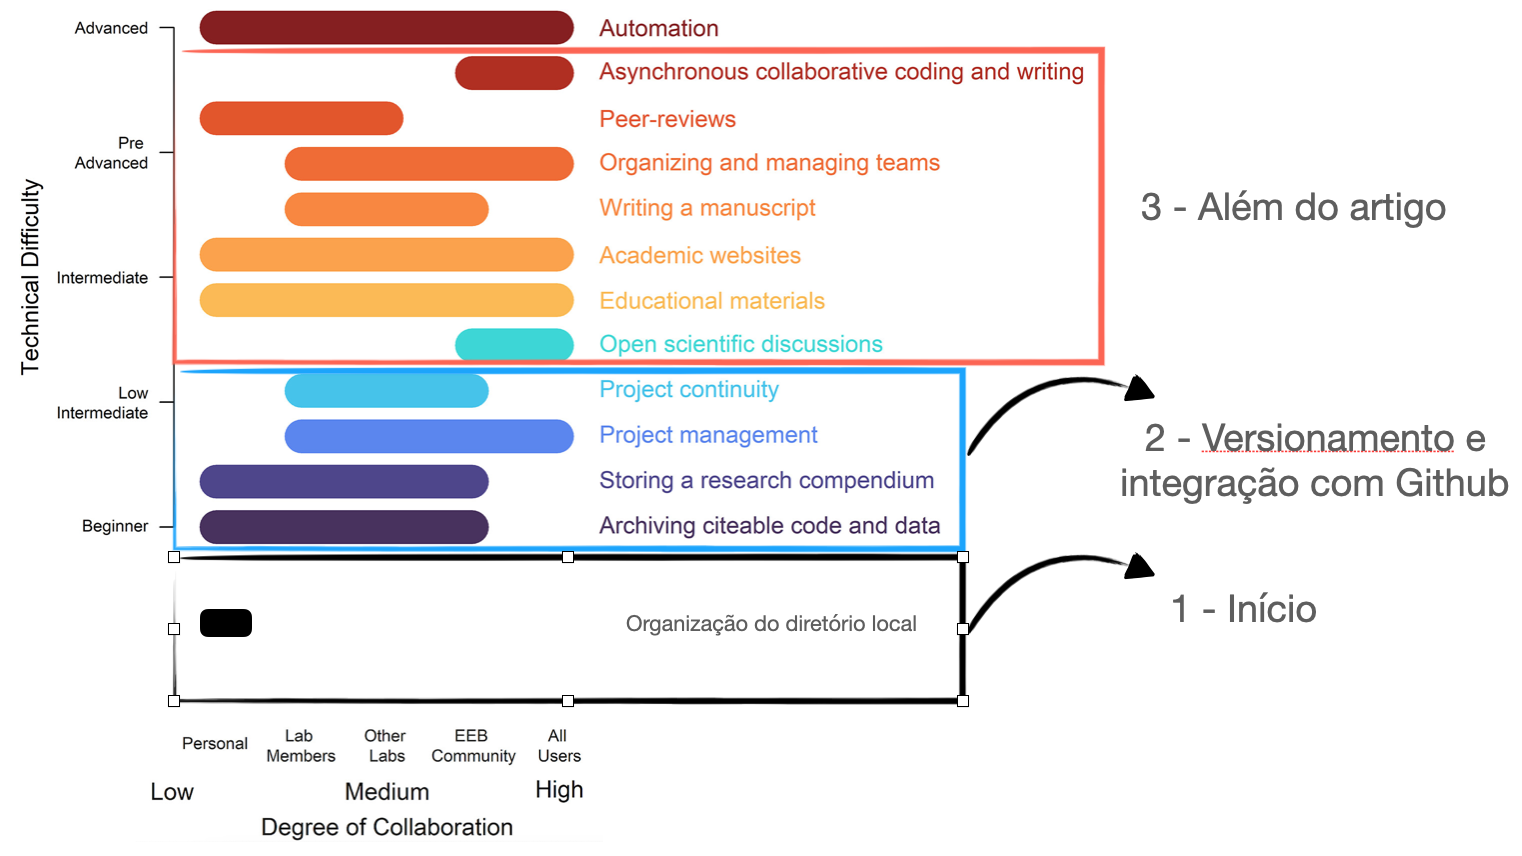 Advanced
Automation
Asynchronous collaborative coding and writing
Peer-reviews
Pre
Advanced
Organizing and managing teams
Writing a manuscript
3 - Além do artigo
Academic websites
Intermediate
Educational materials
Open scientific discussions
Technical Difficulty
Low
Intermediate
Project continuity
Project management
2 - Versionamento e
integração com Github
Storing a research compendium
Beginner
Archiving citeable code and data
Organização do diretório local
1 - Início
Personal
Lab
Members
Other
Labs
EEB
Community
All
Users
Low
Medium
High
Degree of Collaboration